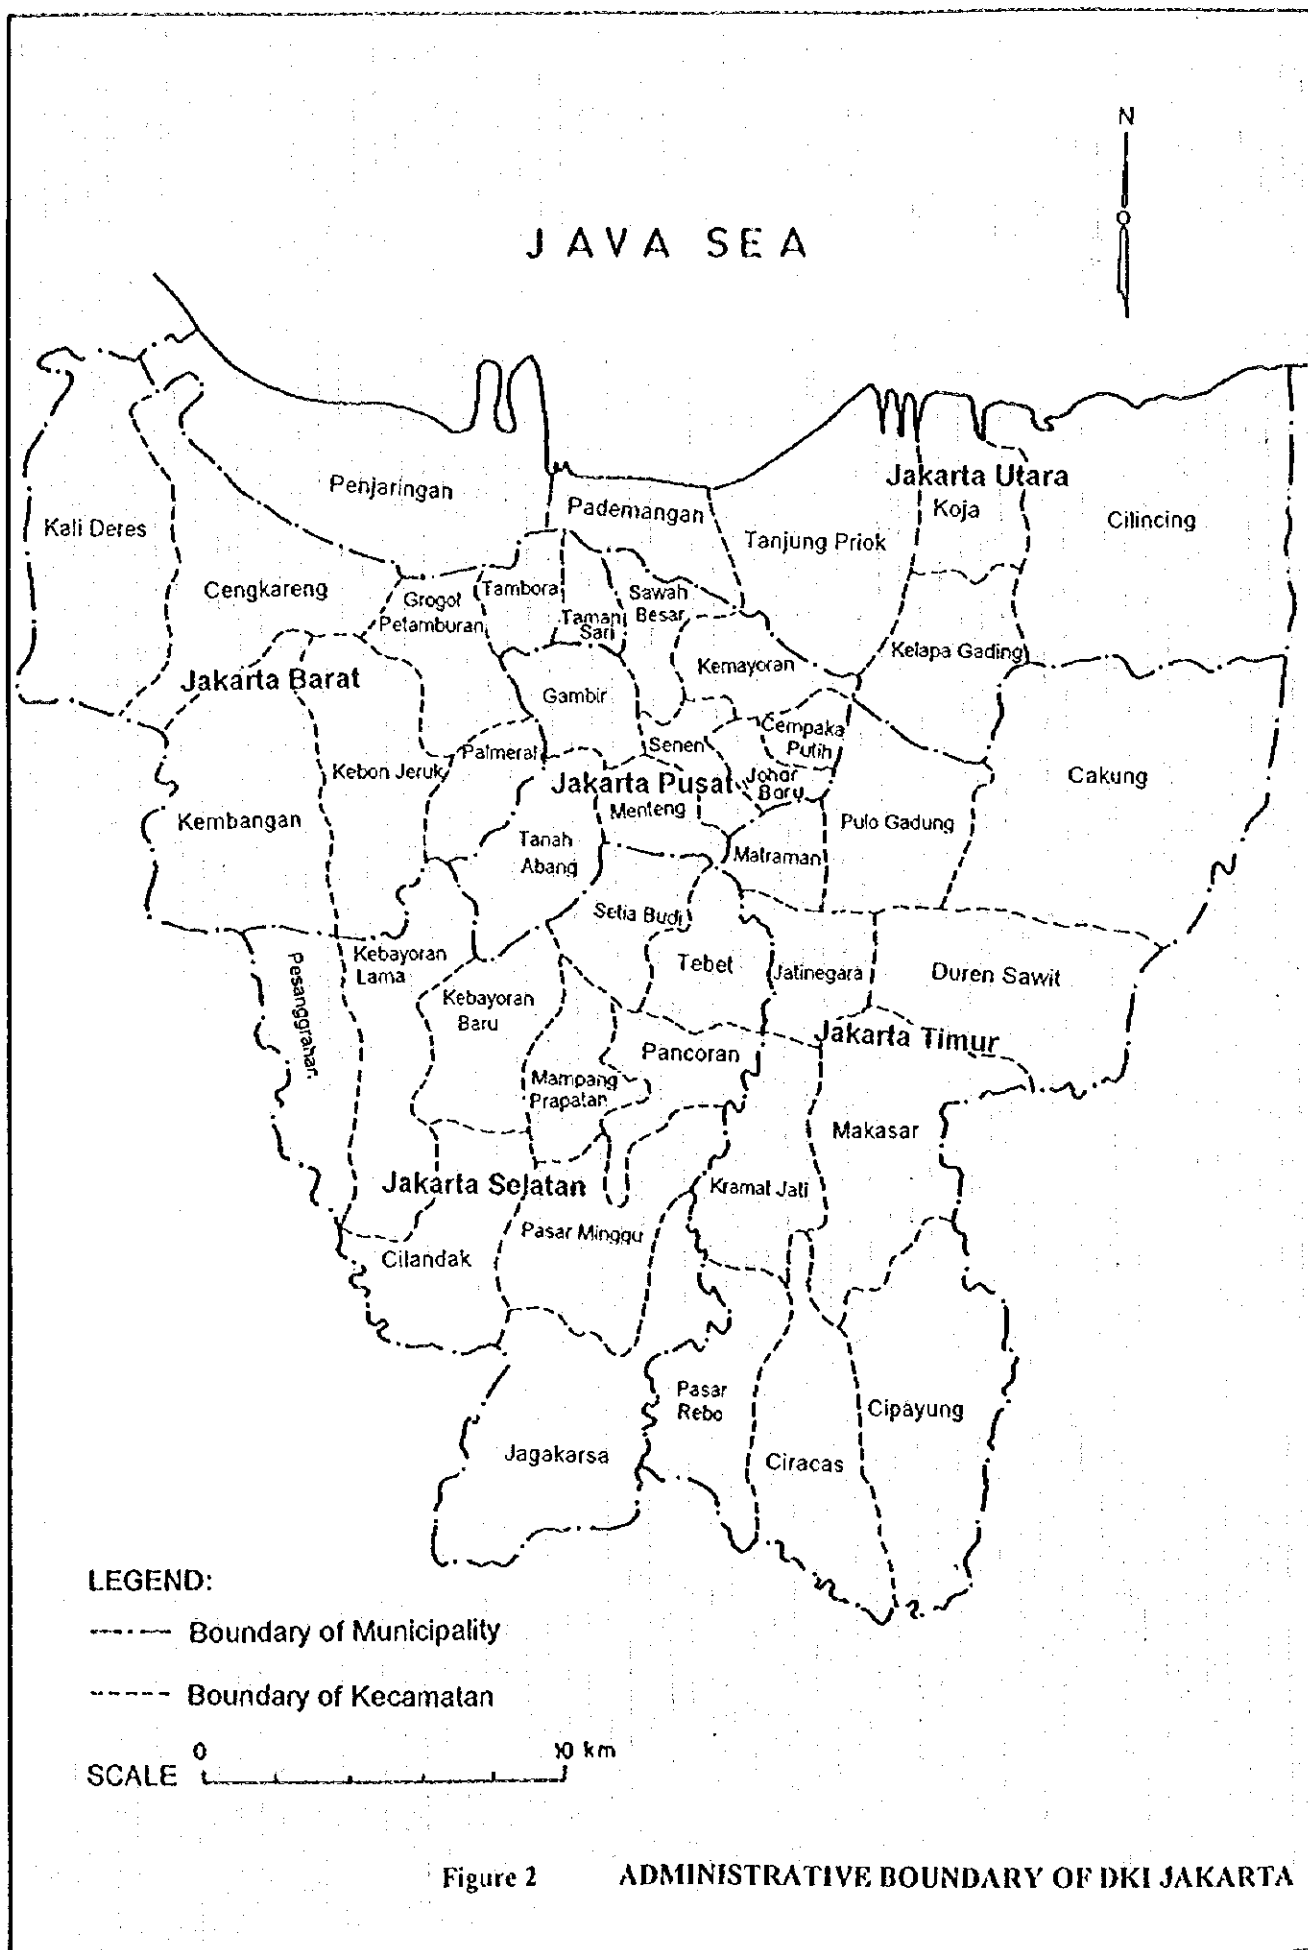 N
JAVA SEA
Penjaringan
Pademangan
Jakarta Utara
Koja
Cilincing
Kali Deres
Tanjung Priok
Cengkareng
Grogol
Petamburan
Tambora
Taman
Sari
Sawah
Besar
Kemayoran
Kelapa Gading
Jakarta Barat
Gambir
Cempaka
Putih
Senen
Palmerah
Kebon Jeruk
Jakarta Pusat
Johar
Baru
Cakung
Menteng
Kembangan
Pulo Gadung
Tanah
Abang
Matraman
Setia Budi
Pesanggrahan
Kebayoran
Lama
Tebet
Jatinegara
Duren Sawit
Kebayoran
Baru
Jakarta Timur
Pancoran
Mampang
Prapatan
Makasar
Jakarta Selatan
Kramat Jati
Pasar Minggu
Cilandak
Pasar
Rebo
Cipayung
Jagakarsa
Ciracas
LEGEND:
Boundary of Municipality
Boundary of Kecamatan
0 10 km
SCALE
Figure 2 ADMINISTRATIVE BOUNDARY OF DKI JAKARTA